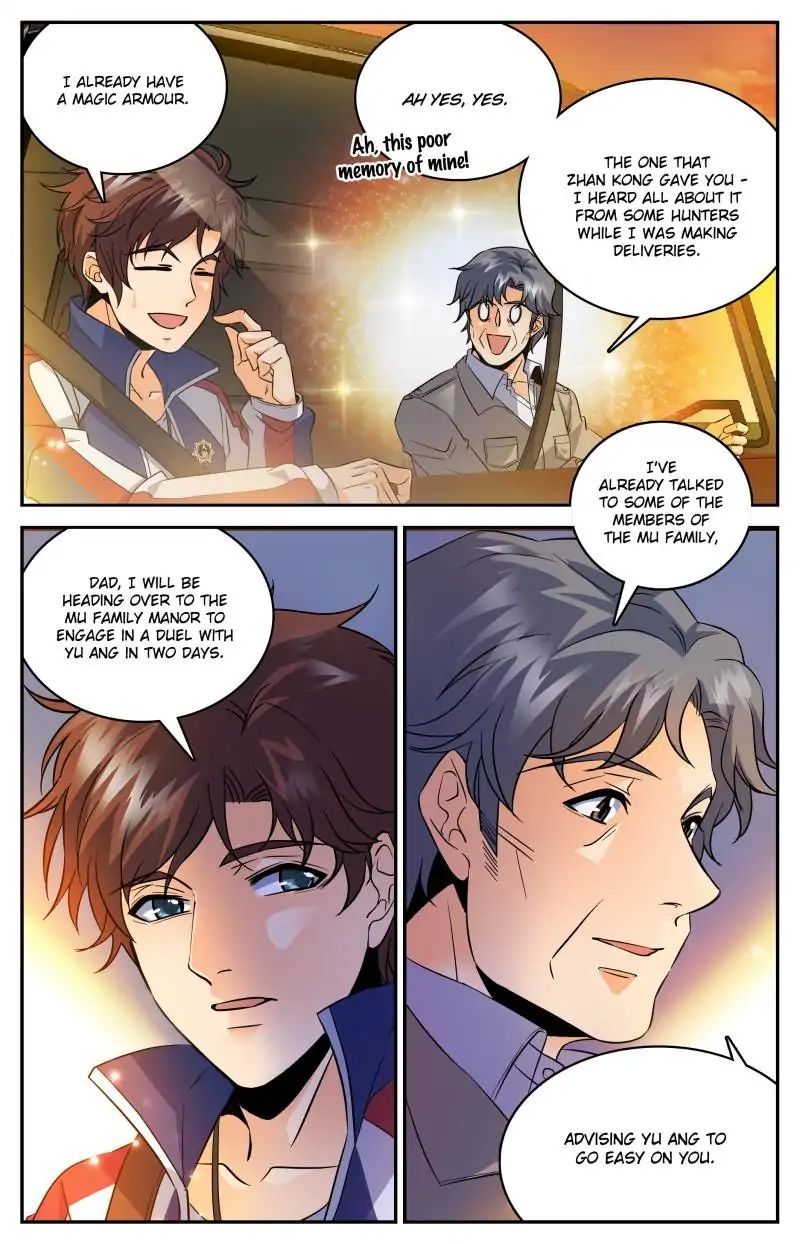 I ALREADY HAVE
A MAGIC ARMOUR.
AH YES, YES.
Ah, this poor
memory of mine!
THE ONE THAT
ZHAN KONG GAVE YOU -
I HEARD ALL ABOUT IT
FROM SOME HUNTERS
WHILE I WAS MAKING
DELIVERIES.
DAD, I WILL BE
HEADING OVER TO THE
MU FAMILY MANOR TO
ENGAGE IN A DUEL WITH
YU ANG IN TWO DAYS.
I'VE
ALREADY TALKED
TO SOME OF THE
MEMBERS OF
THE MU FAMILY,
ADVISING YU ANG TO
GO EASY ON YOU.